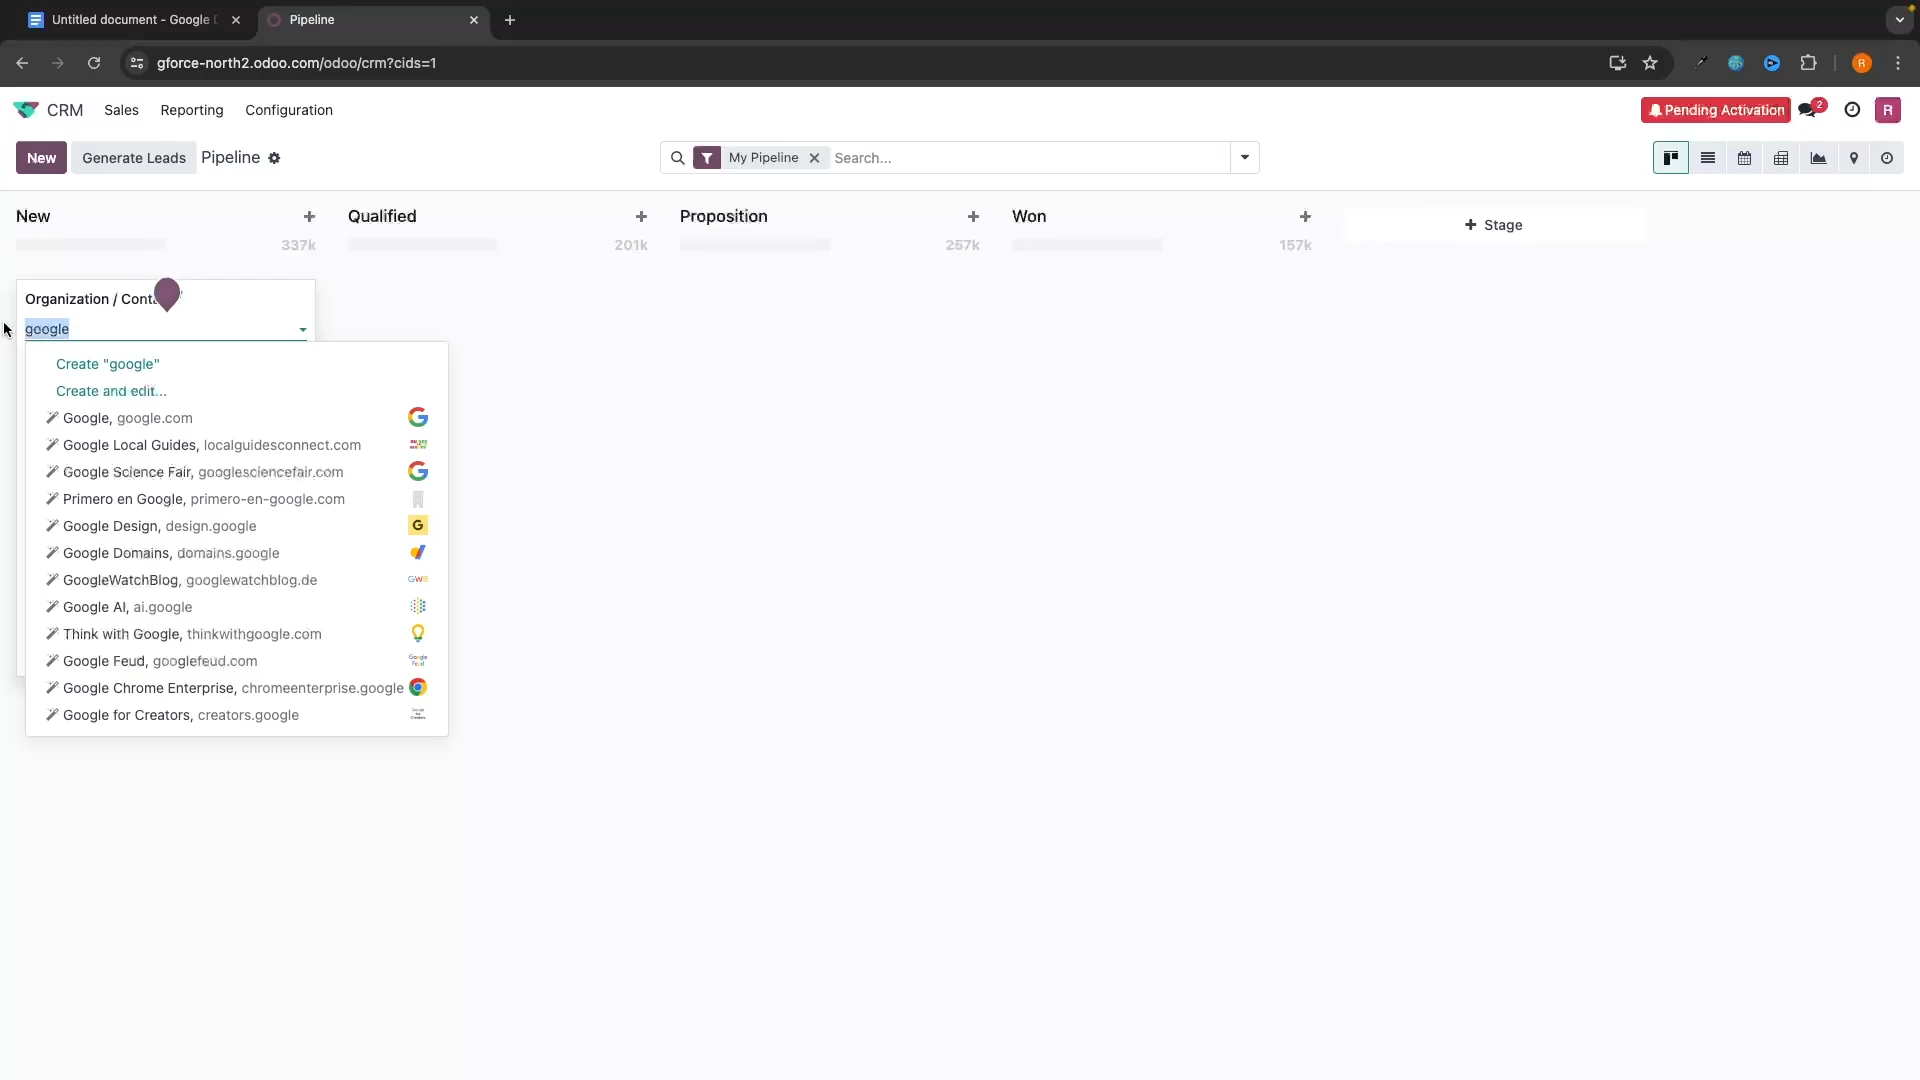 Untitled document - Google
Pipeline
gforce-north2.odoo.com/odoo/crm?cids=1
R
CRM
Sales
Reporting
Configuration
Pending Activation
2
R
New
Generate Leads
Pipeline
My Pipeline
Search...
New
337k
Qualified
201k
Proposition
257k
Won
157k
Stage
Organization /
google
Create "google"
Create and edit...
Google, google.com
Google Local Guides, localguidesconnect.com
Google Science Fair, googlesciencefair.com
Primero en Google, primero-en-google.com
Google Design, design.google
G
Google Domains, domains.google
GoogleWatchBlog, googlewatchblog.de
GWB
Google AI, ai.google
Think with Google, thinkwithgoogle.com
Google Feud, googlefeud.com
Google Feud
Google Chrome Enterprise, chromeenterprise.google
Google for Creators, creators.google